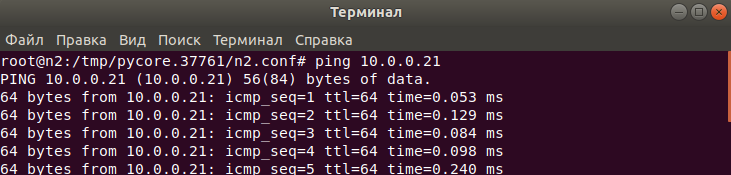 Терминал
Файл Правка Вид Поиск Терминал Справка
root@n2:/tmp/pycore.37761/n2.conf# ping 10.0.0.21
PING 10.0.0.21 (10.0.0.21) 56(84) bytes of data.
64 bytes from 10.0.0.21: icmp_seq=1 ttl=64 time=0.053 ms
64 bytes from 10.0.0.21: icmp_seq=2 ttl=64 time=0.129 ms
64 bytes from 10.0.0.21: icmp_seq=3 ttl=64 time=0.084 ms
64 bytes from 10.0.0.21: icmp_seq=4 ttl=64 time=0.098 ms
64 bytes from 10.0.0.21: icmp_seq=5 ttl=64 time=0.240 ms